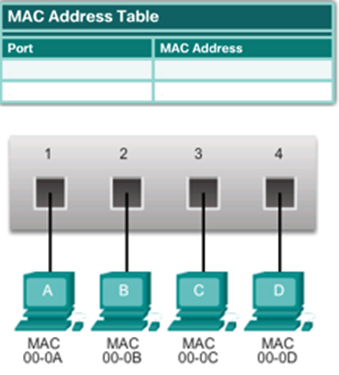 MAC Address Table
Port MAC Address
1 2 3 4
A B C D
MAC MAC MAC MAC
00-0A 00-0B 00-0C 00-0D